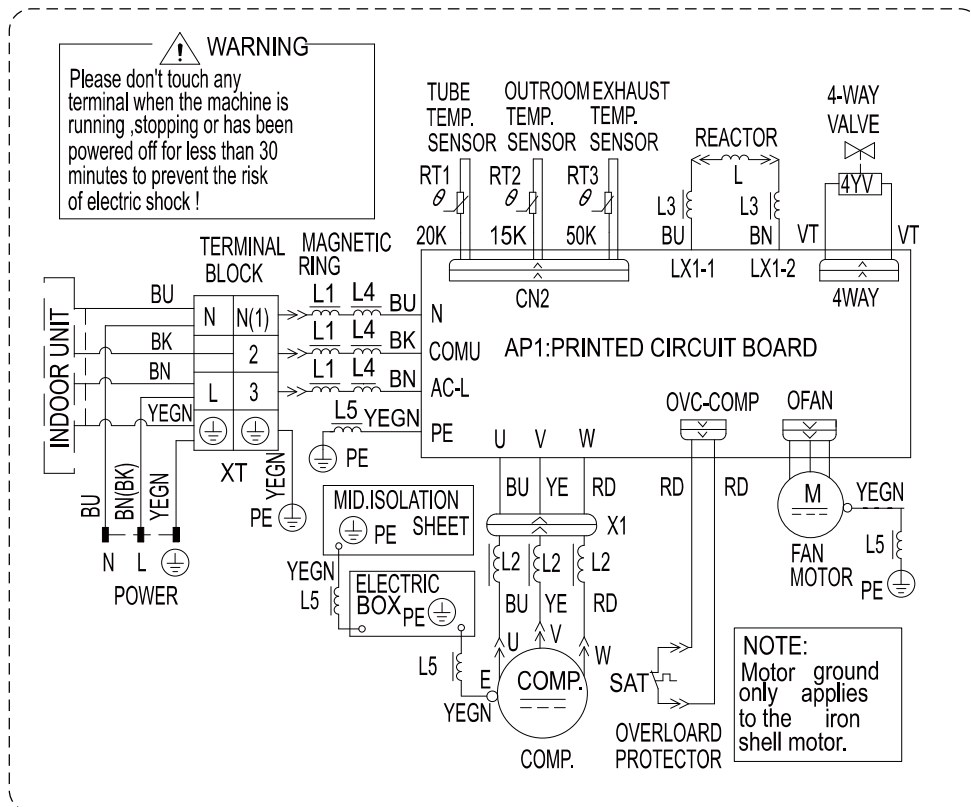 WARNING
Please don't touch any
terminal when the machine is
running ,stopping or has been
powered off for less than 30
minutes to prevent the risk
of electric shock !
TUBE
TEMP.
SENSOR
OUTROOM
TEMP.
SENSOR
EXHAUST
TEMP.
SENSOR
4-WAY
VALVE
REACTOR
L
RT1
RT2
RT3
θ
θ
θ
4YV
L3
L3
20K
15K
50K
BU
BN
VT
VT
LX1-1
LX1-2
CN2
4WAY
TERMINAL
BLOCK
MAGNETIC
RING
INDOOR UNIT
BU
N
N(1)
L1
L4
BU
N
BK
2
L1
L4
BK
COMU
AP1:PRINTED CIRCUIT BOARD
BN
L
3
L1
L4
BN
AC-L
YEGN
L5
YEGN
PE
PE
OVC-COMP
OFAN
U
V
W
XT
YEGN
PE
BU
BN(BK)
YEGN
N
L
POWER
MID.ISOLATION
SHEET
PE
YEGN
L5
ELECTRIC
BOX
PE
L5
E
YEGN
BU
YE
RD
X1
L2
L2
L2
BU
YE
RD
U
V
W
COMP.
COMP.
RD
RD
SAT
OVERLOARD
PROTECTOR
M
FAN
MOTOR
YEGN
L5
PE
NOTE:
Motor ground
only applies
to the iron
shell motor.